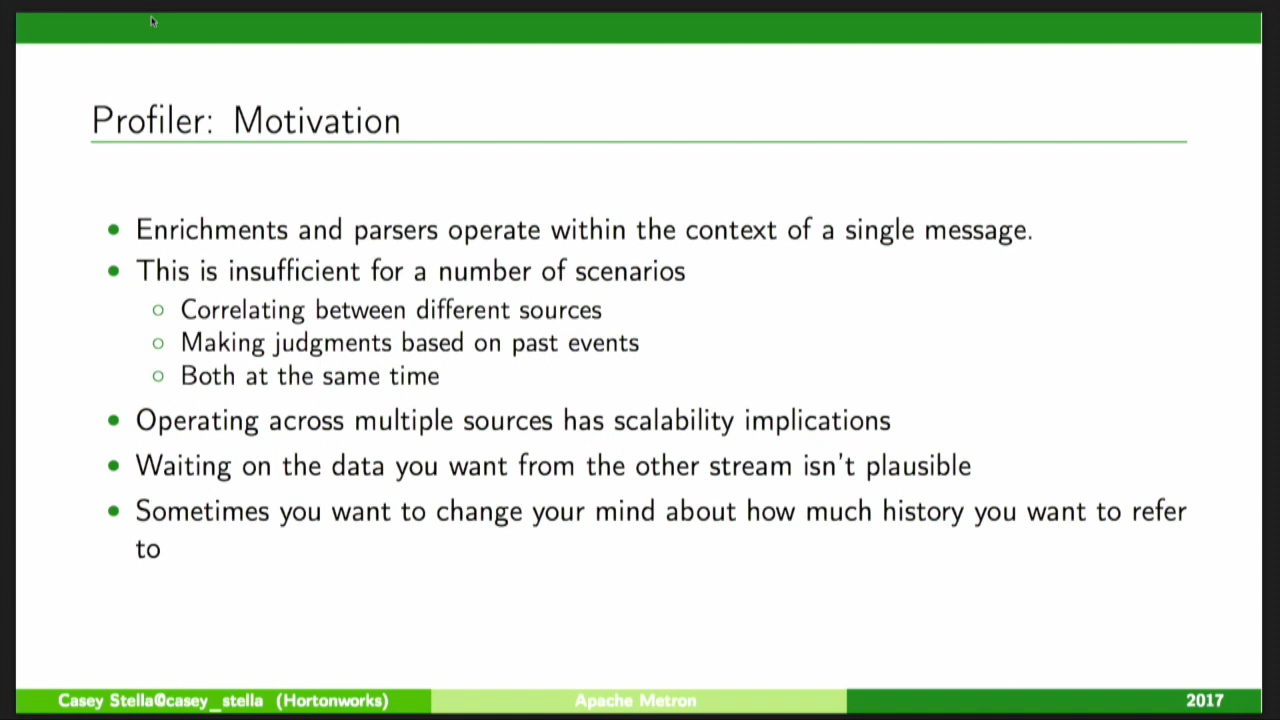 Profiler: Motivation
Enrichments and parsers operate within the context of a single message.
This is insufficient for a number of scenarios
Correlating between different sources
Making judgments based on past events
Both at the same time
Operating across multiple sources has scalability implications
Waiting on the data you want from the other stream isn't plausible
Sometimes you want to change your mind about how much history you want to refer
to
Casey Stella@casey_stella (Hortonworks) Apache Metron 2017